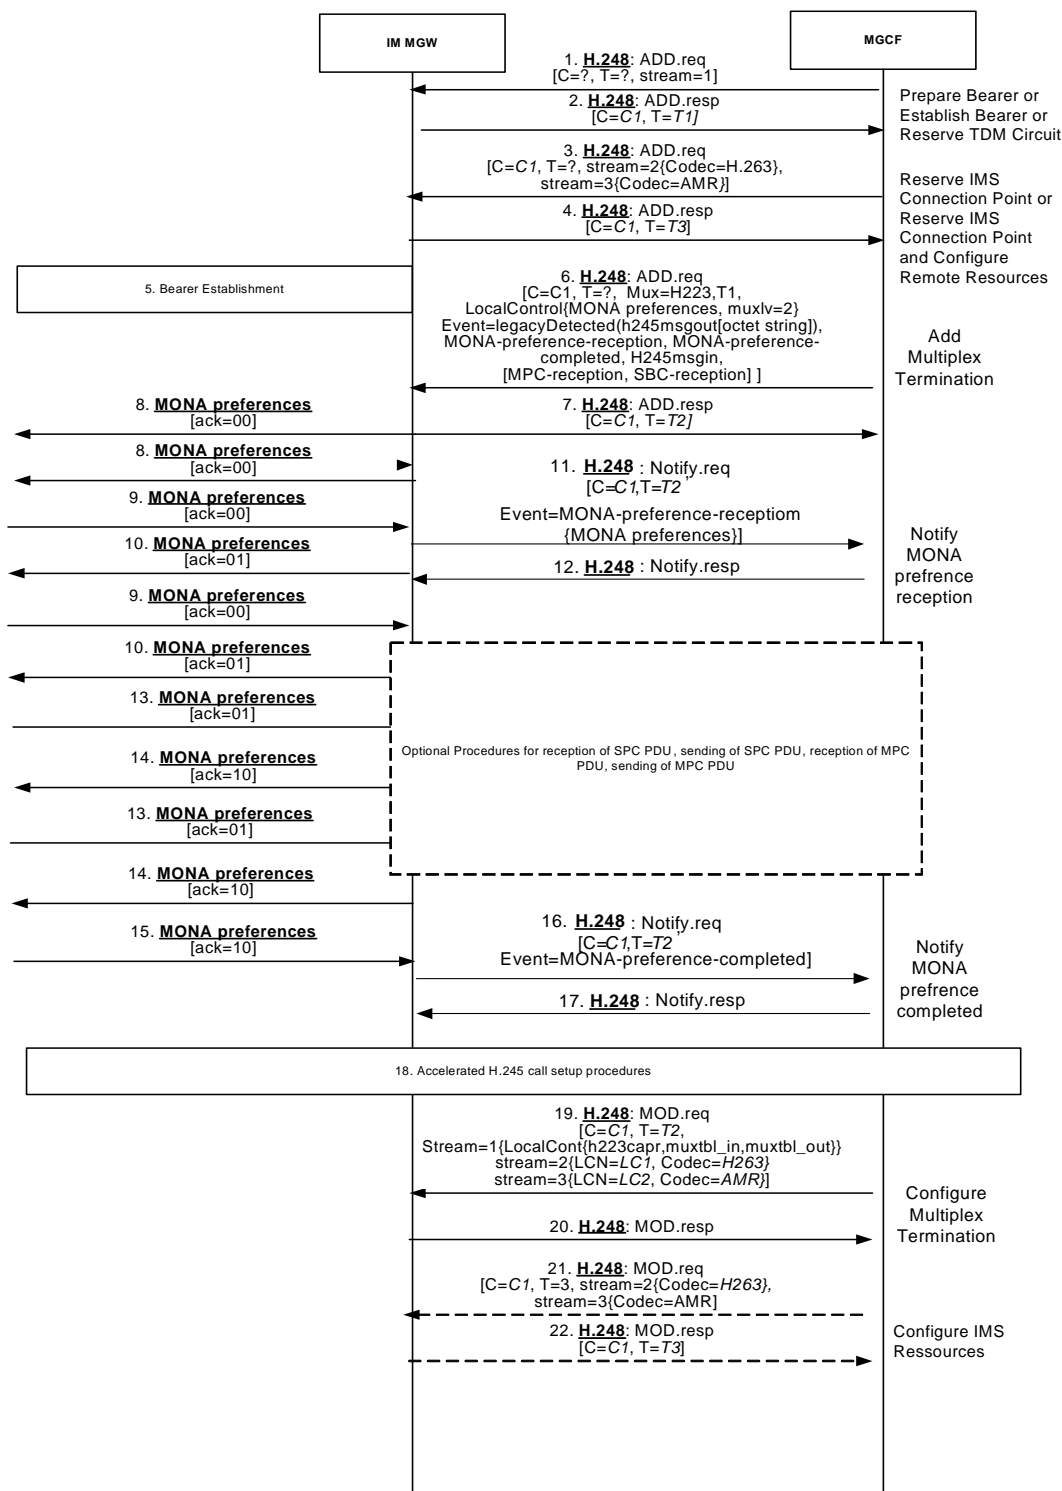 IM MGW
MGCF
1. H.248: ADD.req
[C=?, T=?, stream=1]
2. H.248: ADD.resp
[C=C1, T=T1]
Prepare Bearer or
Establish Bearer or
Reserve TDM Circuit
3. H.248: ADD.req
[C=C1, T=?, stream=2{Codec=H.263},
stream=3{Codec=AMR}]
4. H.248: ADD.resp
[C=C1, T=T3]
Reserve IMS
Connection Point or
Reserve IMS
Connection Point
and Configure
Remote Resources
5. Bearer Establishment
6. H.248: ADD.req
[C=C1, T=?, Mux=H223,T1,
LocalControl{MONA preferences, muxlv=2}
Event=legacyDetected(h245msgout[octet string]),
MONA-preference-reception, MONA-preference-
completed, H245msgin,
[MPC-reception, SBC-reception] ]
Add
Multiplex
Termination
8. MONA preferences
[ack=00]
7. H.248: ADD.resp
[C=C1, T=T2]
8. MONA preferences
[ack=00]
11. H.248 : Notify.req
[C=C1,T=T2,
Event=MONA-preference-receptiom
{MONA preferences}]
9. MONA preferences
[ack=00]
10. MONA preferences
[ack=01]
12. H.248 : Notify.resp
Notify
MONA
prefrence
reception
9. MONA preferences
[ack=00]
10. MONA preferences
[ack=01]
13. MONA preferences
[ack=01]
14. MONA preferences
[ack=10]
Optional Procedures for reception of SPC PDU, sending of SPC PDU, reception of MPC
PDU, sending of MPC PDU
13. MONA preferences
[ack=01]
14. MONA preferences
[ack=10]
15. MONA preferences
[ack=10]
16. H.248 : Notify.req
[C=C1,T=T2,
Event=MONA-preference-completed]
17. H.248 : Notify.resp
Notify
MONA
prefrence
completed
18. Accelerated H.245 call setup procedures
19. H.248: MOD.req
[C=C1, T=T2,
Stream=1{LocalCont{h223capr,muxtbl_in,muxtbl_out}}
stream=2{LCN=LC1, Codec=H263}
stream=3{LCN=LC2, Codec=AMR}]
20. H.248: MOD.resp
Configure
Multiplex
Termination
21. H.248: MOD.req
[C=C1, T=3, stream=2{Codec=H263},
stream=3{Codec=AMR]
22. H.248: MOD.resp
[C=C1, T=T3]
Configure IMS
Ressources